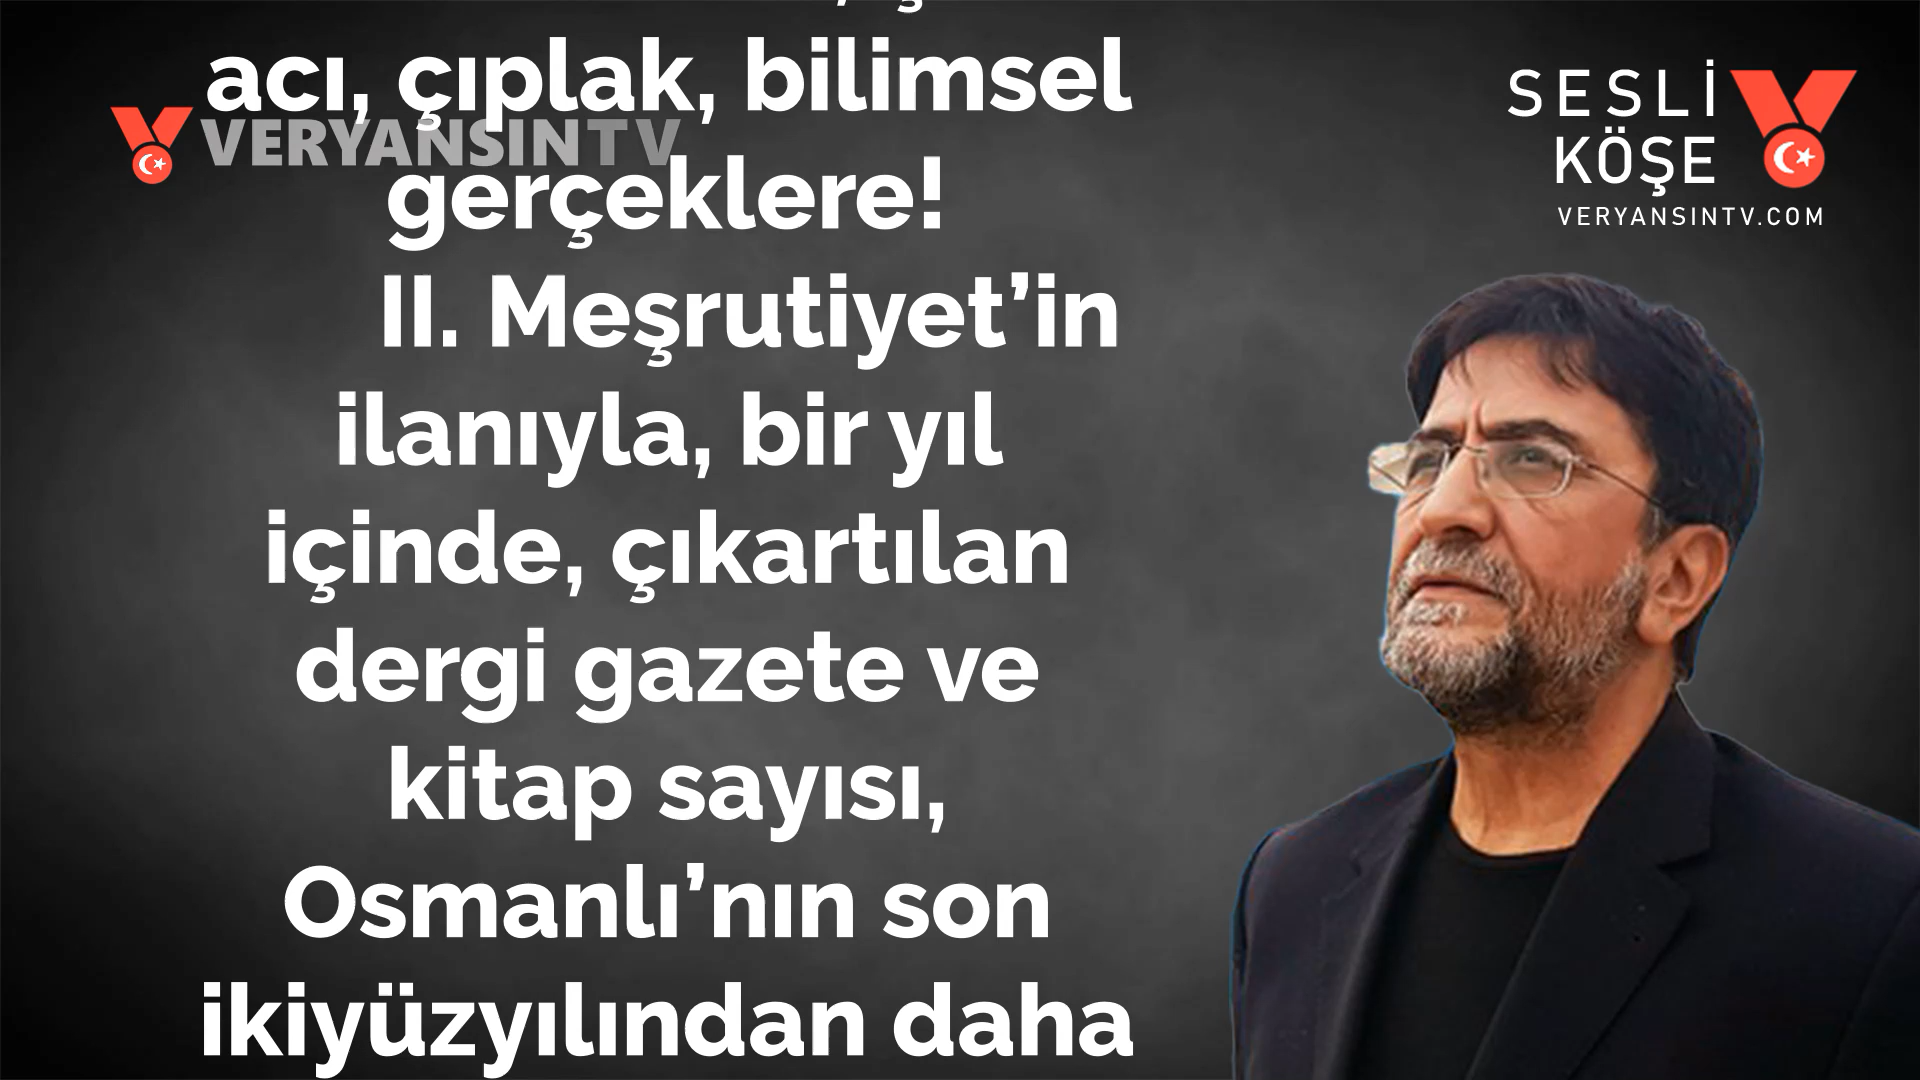 acı, çıplak, bilimsel
VERYANSINTV
gerçeklere!
II. Meşrutiyet’in
ilanıyla, bir yıl
içinde, çıkartılan
dergi gazete ve
kitap sayısı,
Osmanlı’nın son
ikiyüzyılından daha
SESLİ
KÖŞE
VERYANSINTV.COM